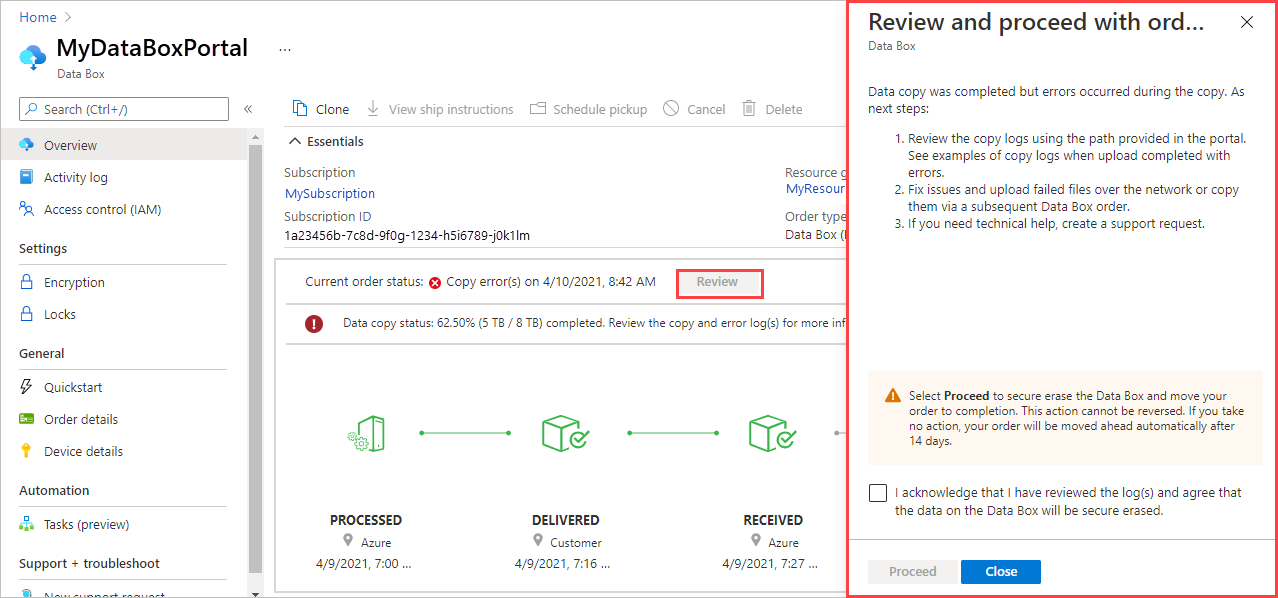 Home
MyDataBoxPortal
...
Data Box
Search (Ctrl+/)
«
Overview
Activity log
Access control (IAM)
Settings
Encryption
Locks
General
Quickstart
Order details
Device details
Automation
Tasks (preview)
Support + troubleshoot
New support request
Clone
View ship instructions
Schedule pickup
Cancel
Delete
Essentials
Subscription
MySubscription
Subscription ID
1a23456b-7c8d-9f0g-1234-h5i6789-j0k1lm
Resource g
MyResour
Order type
Data Box (
Current order status: Copy error(s) on 4/10/2021, 8:42 AM
Review
Data copy status: 62.50% (5 TB / 8 TB) completed. Review the copy and error log(s) for more inf
PROCESSED
Azure
4/9/2021, 7:00 ...
DELIVERED
Customer
4/9/2021, 7:16 ...
RECEIVED
Azure
4/9/2021, 7:27 ...
Review and proceed with ord...
Data Box
Data copy was completed but errors occurred during the copy. As
next steps:
1. Review the copy logs using the path provided in the portal.
See examples of copy logs when upload completed with
errors.
2. Fix issues and upload failed files over the network or copy
them via a subsequent Data Box order.
3. If you need technical help, create a support request.
Select Proceed to secure erase the Data Box and move your
order to completion. This action cannot be reversed. If you take
no action, your order will be moved ahead automatically after
14 days.
I acknowledge that I have reviewed the log(s) and agree that
the data on the Data Box will be secure erased.
Proceed
Close